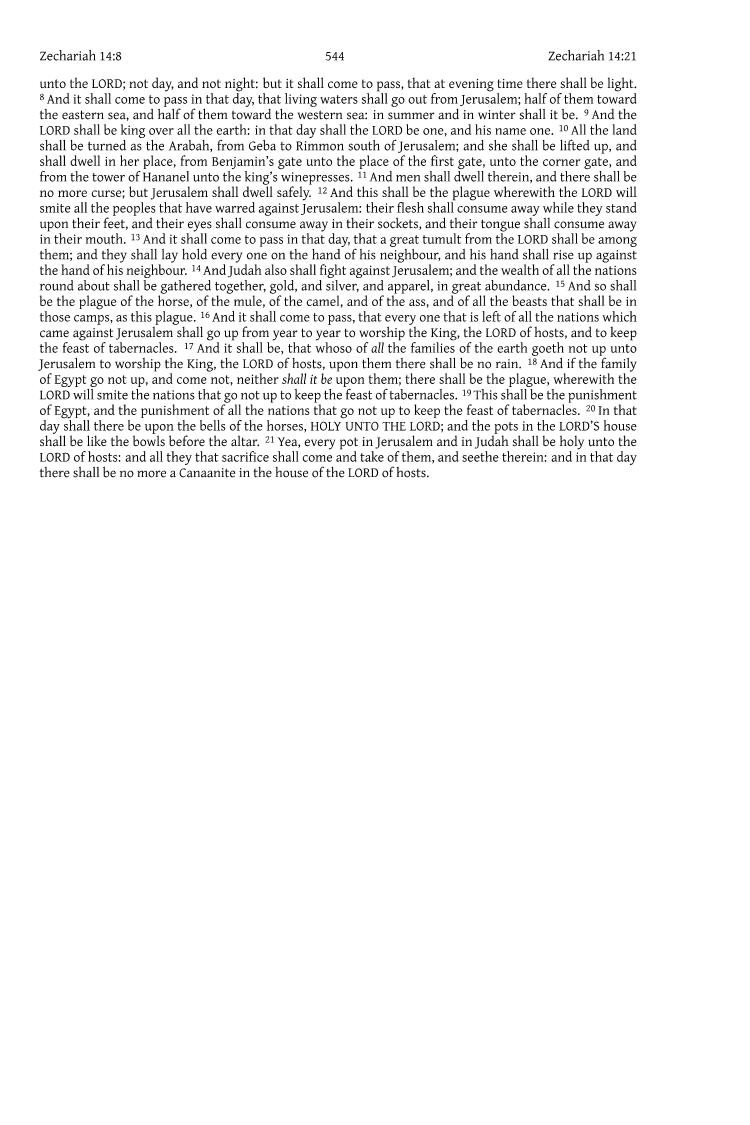 Zechariah 14:8 544 Zechariah 14:21
unto the LORD; not day, and not night: but it shall come to pass, that at evening time there shall be light.
8 And it shall come to pass in that day, that living waters shall go out from Jerusalem; half of them toward
the eastern sea, and half of them toward the western sea: in summer and in winter shall it be. 9 And the
LORD shall be king over all the earth: in that day shall the LORD be one, and his name one. 10 All the land
shall be turned as the Arabah, from Geba to Rimmon south of Jerusalem; and she shall be lifted up, and
shall dwell in her place, from Benjamin’s gate unto the place of the first gate, unto the corner gate, and
from the tower of Hananel unto the king’s winepresses. 11 And men shall dwell therein, and there shall be
no more curse; but Jerusalem shall dwell safely. 12 And this shall be the plague wherewith the LORD will
smite all the peoples that have warred against Jerusalem: their flesh shall consume away while they stand
upon their feet, and their eyes shall consume away in their sockets, and their tongue shall consume away
in their mouth. 13 And it shall come to pass in that day, that a great tumult from the LORD shall be among
them; and they shall lay hold every one on the hand of his neighbour, and his hand shall rise up against
the hand of his neighbour. 14 And Judah also shall fight against Jerusalem; and the wealth of all the nations
round about shall be gathered together, gold, and silver, and apparel, in great abundance. 15 And so shall
be the plague of the horse, of the mule, of the camel, and of the ass, and of all the beasts that shall be in
those camps, as this plague. 16 And it shall come to pass, that every one that is left of all the nations which
came against Jerusalem shall go up from year to year to worship the King, the LORD of hosts, and to keep
the feast of tabernacles. 17 And it shall be, that whoso of all the families of the earth goeth not up unto
Jerusalem to worship the King, the LORD of hosts, upon them there shall be no rain. 18 And if the family
of Egypt go not up, and come not, neither shall it be upon them; there shall be the plague, wherewith the
LORD will smite the nations that go not up to keep the feast of tabernacles. 19 This shall be the punishment
of Egypt, and the punishment of all the nations that go not up to keep the feast of tabernacles. 20 In that
day shall there be upon the bells of the horses, HOLY UNTO THE LORD; and the pots in the LORD’S house
shall be like the bowls before the altar. 21 Yea, every pot in Jerusalem and in Judah shall be holy unto the
LORD of hosts: and all they that sacrifice shall come and take of them, and seethe therein: and in that day
there shall be no more a Canaanite in the house of the LORD of hosts.